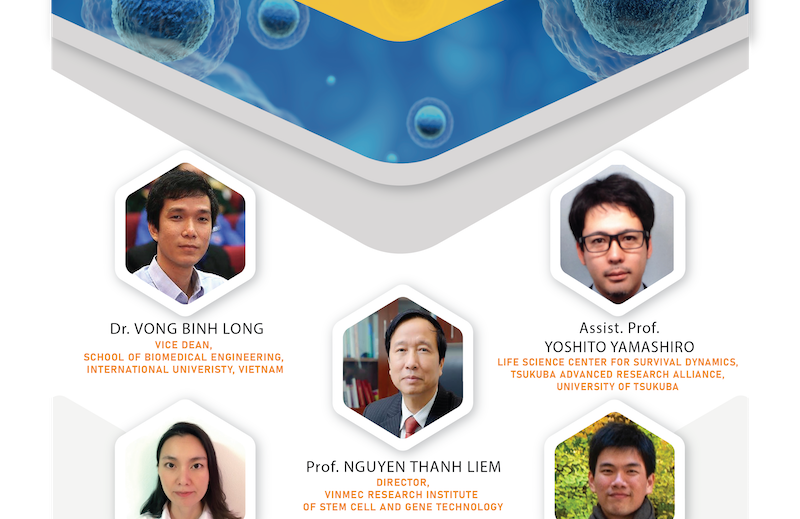 Dr. VONG BINH LONG
VICE DEAN,
SCHOOL OF BIOMEDICAL ENGINEERING,
INTERNATIONAL UNIVERISTY, VIETNAM
Assist. Prof.
YOSHITO YAMASHIRO
LIFE SCIENCE CENTER FOR SURVIVAL DYNAMICS,
TSUKUBA ADVANCED RESEARCH ALLIANCE,
UNIVERSITY OF TSUKUBA
Prof. NGUYEN THANH LIEM
DIRECTOR,
VINMEC RESEARCH INSTITUTE
OF STEM CELL AND GENE TECHNOLOGY